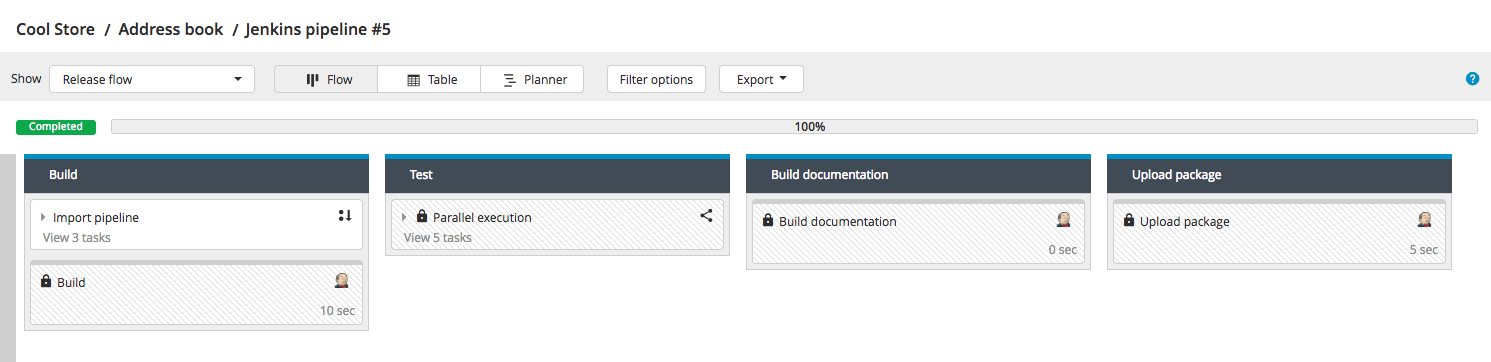 Cool Store / Address book / Jenkins pipeline #5
Show Release flow Flow Table Planner Filter options Export ?
Completed 100%
Build
Import pipeline
View 3 tasks
Build
10 sec
Test
Parallel execution
View 5 tasks
Build documentation
Build documentation
0 sec
Upload package
Upload package
5 sec